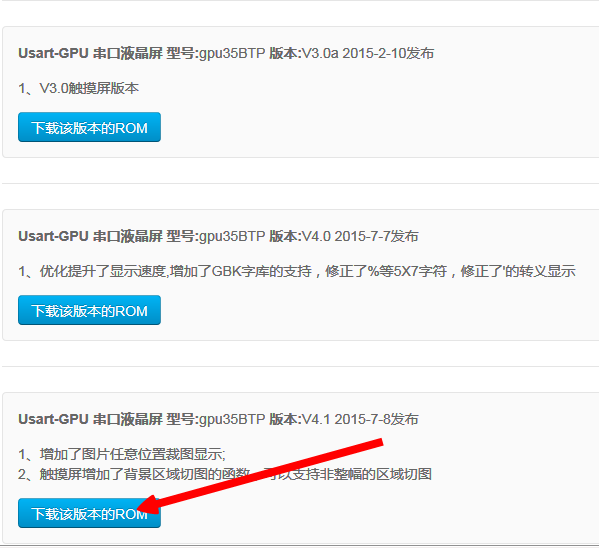 Usart-GPU 串口液晶屏 型号:gpu35BTP 版本:V3.0a 2015-2-10发布
1、V3.0触摸屏版本
下载该版本的ROM
Usart-GPU 串口液晶屏 型号:gpu35BTP 版本:V4.0 2015-7-7发布
1、优化提升了显示速度,增加了GBK字库的支持，修正了%等5X7字符，修正了'的转义显示
下载该版本的ROM
Usart-GPU 串口液晶屏 型号:gpu35BTP 版本:V4.1 2015-7-8发布
1、增加了图片任意位置裁图显示;
2、触摸屏增加了背景区域切图的函数，可以支持非整幅的区域切图
下载该版本的ROM